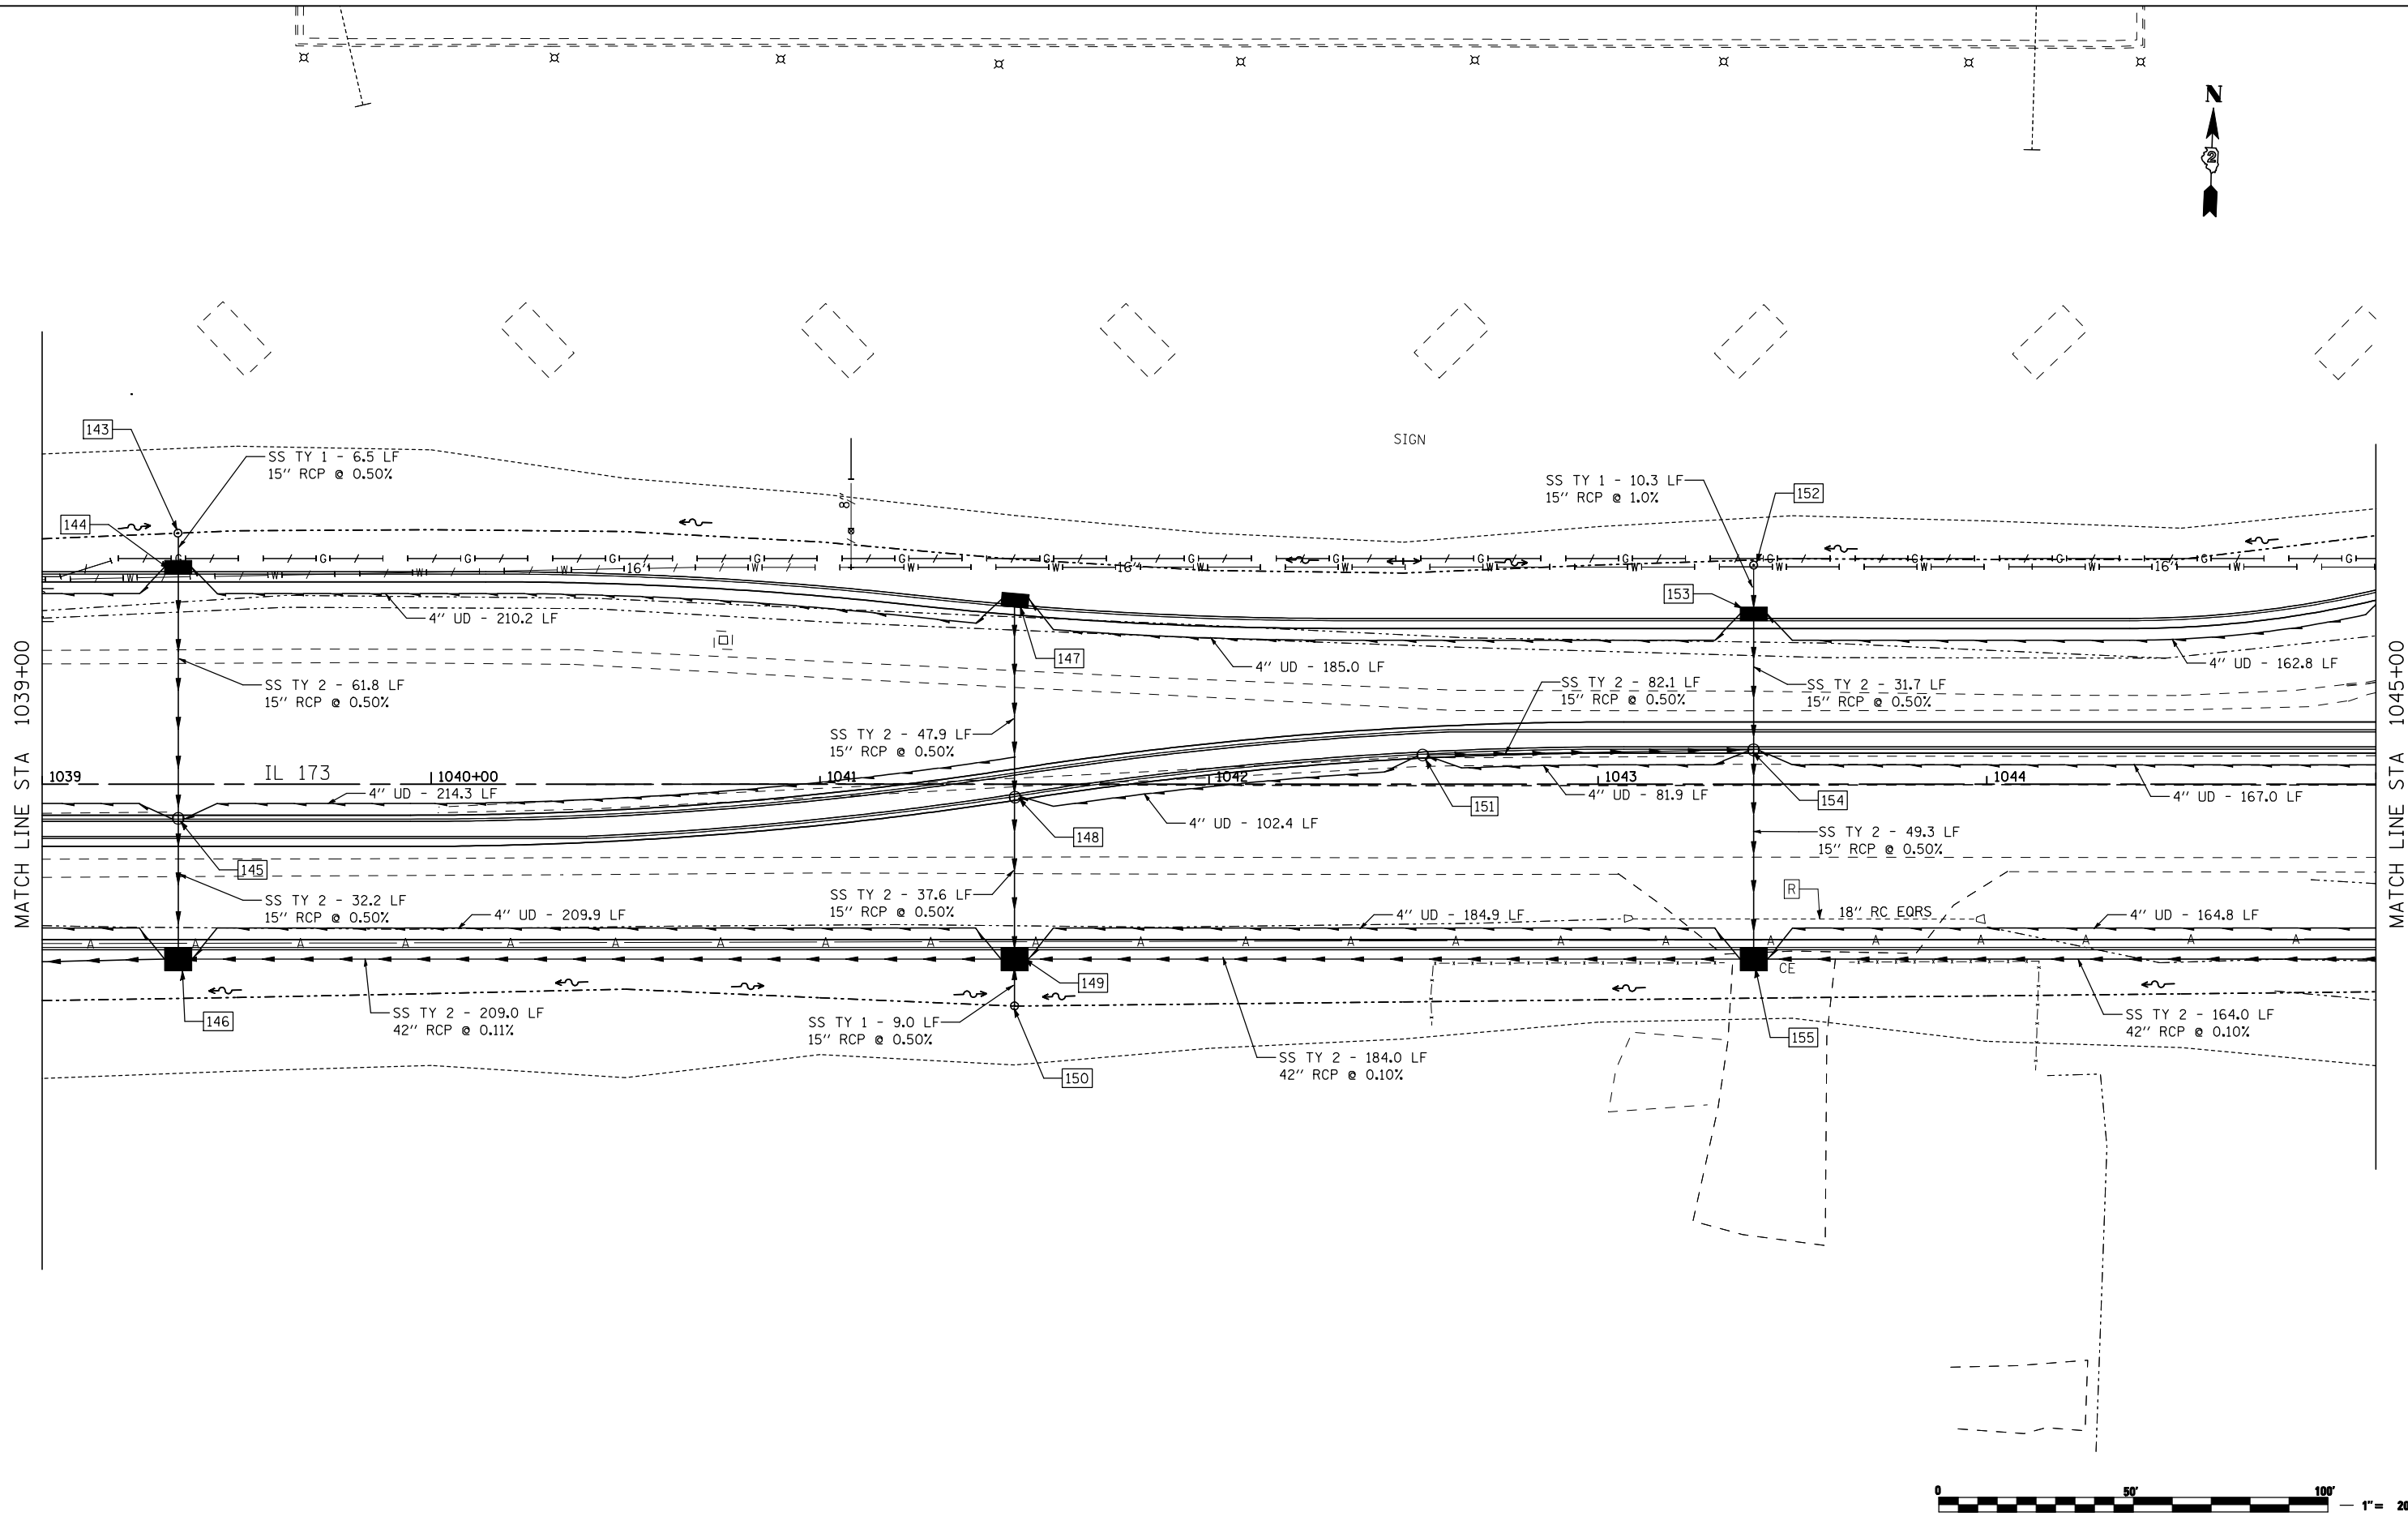 N
2
SIGN
143
SS TY 1 - 6.5 LF
15'' RCP @ 0.50%
SS TY 1 - 10.3 LF
15'' RCP @ 1.0%
152
144
8''
G G G G G G G G G G G G G G G G
W W W 16'' W W W W 16'' W W W W W W 16'' W W
153
4'' UD - 210.2 LF
147
4'' UD - 185.0 LF
4'' UD - 162.8 LF
SS TY 2 - 61.8 LF
15'' RCP @ 0.50%
SS TY 2 - 82.1 LF
15'' RCP @ 0.50%
SS TY 2 - 31.7 LF
15'' RCP @ 0.50%
SS TY 2 - 47.9 LF
15'' RCP @ 0.50%
MATCH LINE STA 1039+00
MATCH LINE STA 1045+00
1039
IL 173
1040+00
1041
1042
1043
1044
4'' UD - 214.3 LF
4'' UD - 81.9 LF
4'' UD - 167.0 LF
151
154
4'' UD - 102.4 LF
148
SS TY 2 - 49.3 LF
15'' RCP @ 0.50%
145
SS TY 2 - 32.2 LF
15'' RCP @ 0.50%
SS TY 2 - 37.6 LF
15'' RCP @ 0.50%
R
18'' RC EQRS
4'' UD - 209.9 LF
4'' UD - 184.9 LF
4'' UD - 164.8 LF
A A A A A A A A A A A A A A A A A A A A A A
CE
149
146
SS TY 2 - 209.0 LF
42'' RCP @ 0.11%
SS TY 1 - 9.0 LF
15'' RCP @ 0.50%
SS TY 2 - 164.0 LF
42'' RCP @ 0.10%
155
SS TY 2 - 184.0 LF
42'' RCP @ 0.10%
150
0 50' 100'
1"= 20